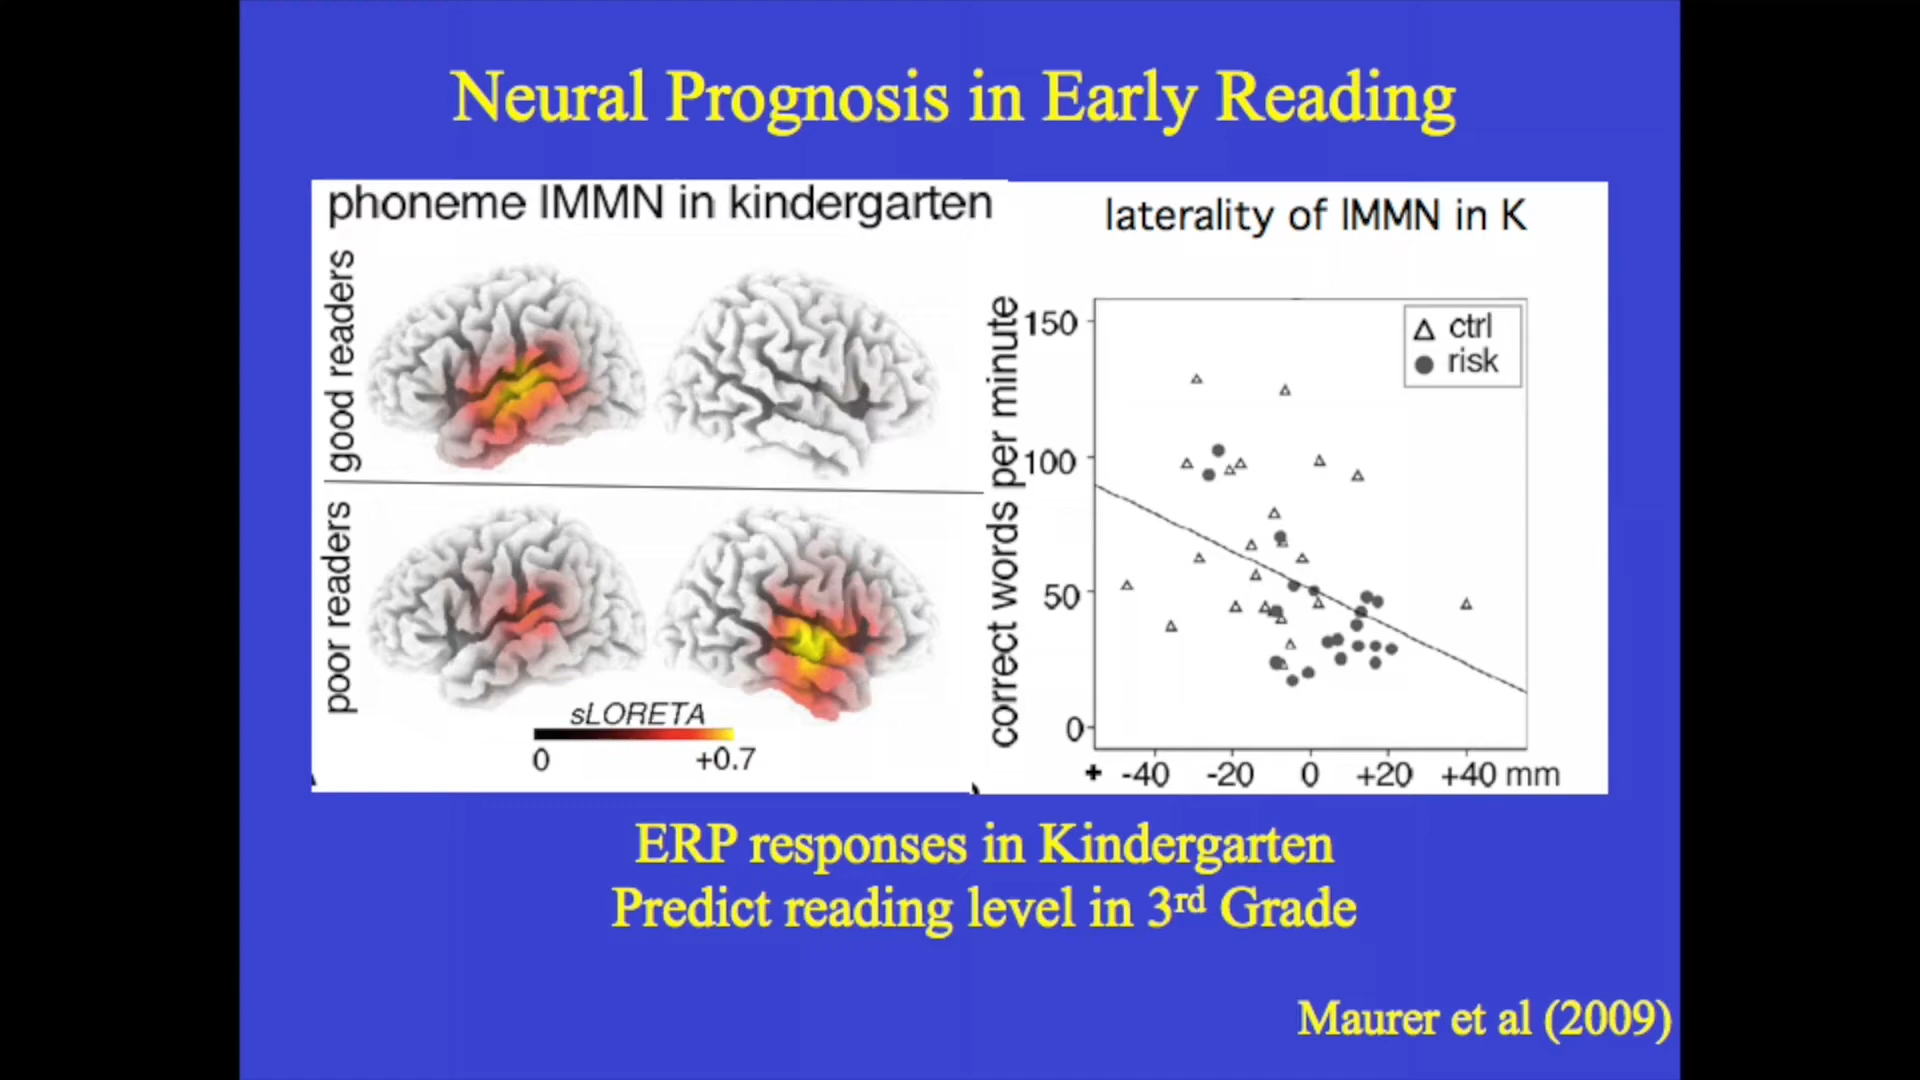 Neural Prognosis in Early Reading
phoneme lMMN in kindergarten
good readers
poor readers
sLORETA
0
+0.7
laterality of lMMN in K
correct words per minute
150
100
50
0
ctrl
risk
+ -40 -20 0 +20 +40 mm
ERP responses in Kindergarten
Predict reading level in 3rd Grade
Maurer et al (2009)